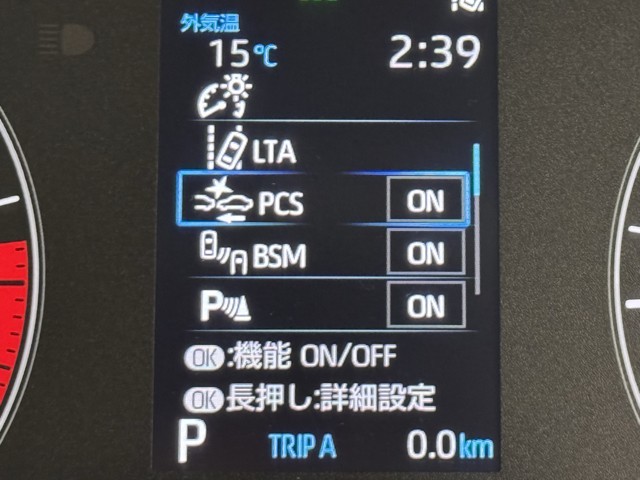 外気温
15℃ 2:39
LTA
PCS ON
BSM ON
P ON
OK:機能 ON/OFF
OK長押し:詳細設定
P TRIP A 0.0km